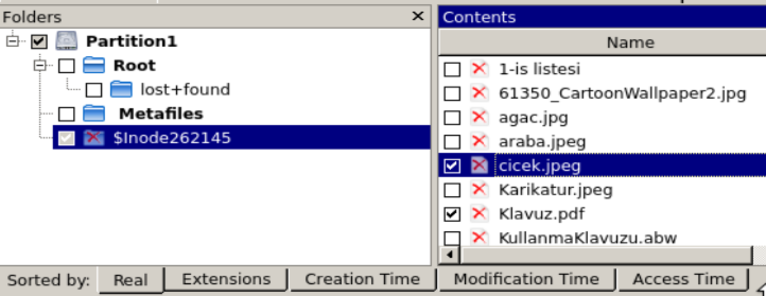 Folders
Partition1
Root
lost+found
Metafiles
$Inode262145
Contents
Name
1-is listesi
61350_CartoonWallpaper2.jpg
agac.jpg
araba.jpeg
cicek.jpeg
Karikatur.jpeg
Klavuz.pdf
KullanmaKlavuzu.abw
Sorted by: Real Extensions Creation Time Modification Time Access Time